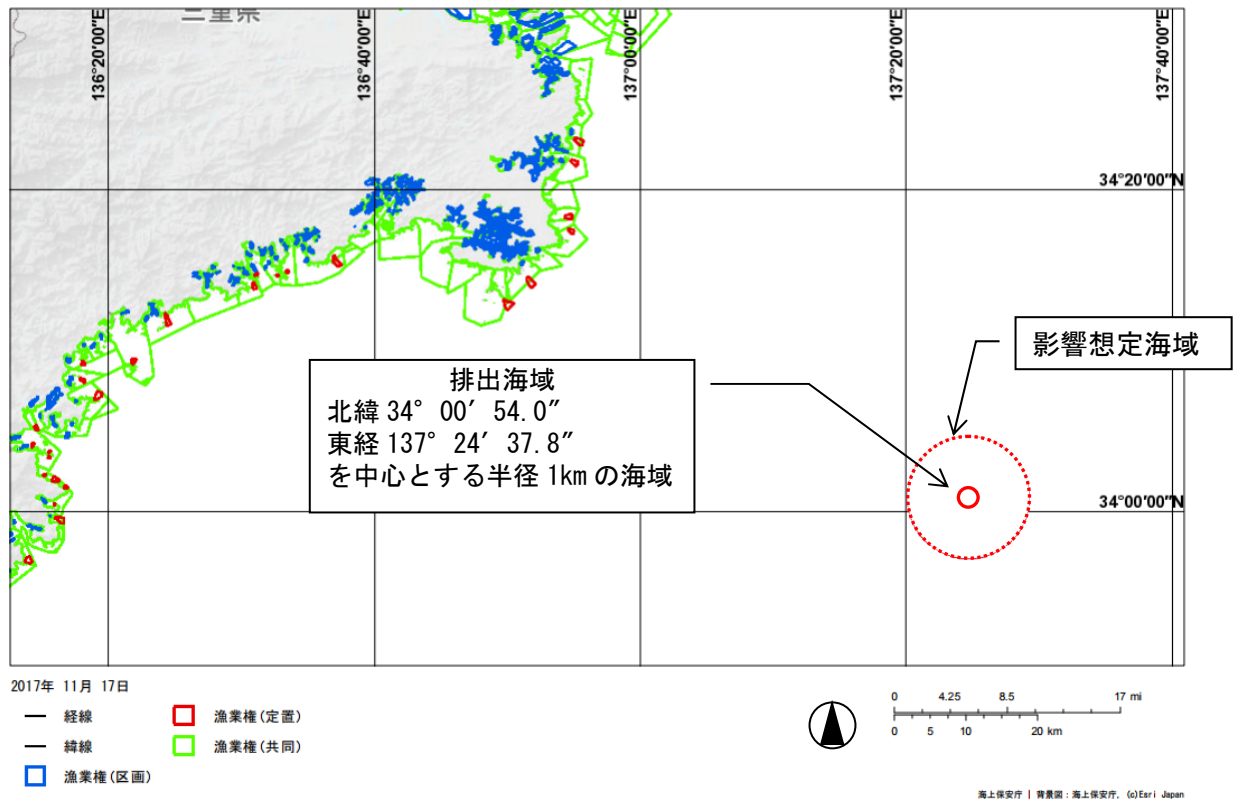 三重県
136°20′00″E
136°40′00″E
137°00′00″E
137°20′00″E
137°40′00″E
34°20′00″N
影響想定海域
排出海域
北緯 34° 00′ 54.0″
東経 137° 24′ 37.8″
を中心とする半径 1km の海域
34°00′00″N
2017年 11月 17日
経線
漁業権(定置)
緯線
漁業権(共同)
漁業権(区画)
0 4.25 8.5 17 mi
0 5 10 20 km
海上保安庁 | 背景図:海上保安庁, (c)Esri Japan